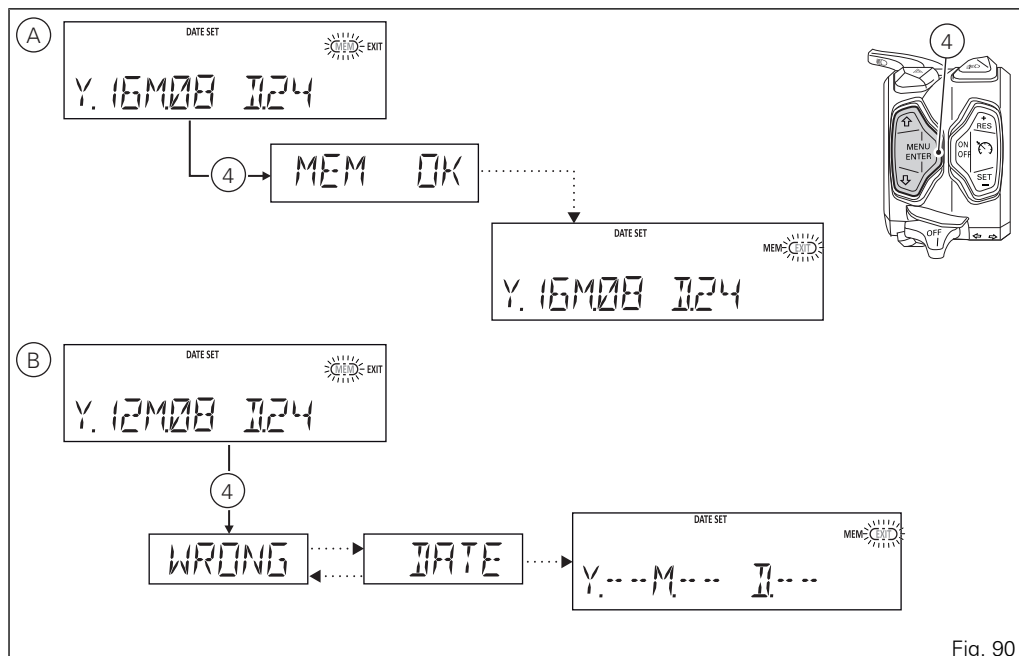 A
DATE SET
MEM EXIT
Y. 16M.08 D.24
4
MEM OK
DATE SET
MEM EXIT
Y. 16M.08 D.24
4
MENU
ENTER
+
RES
ON
OFF
SET
−
OFF
B
DATE SET
MEM EXIT
Y. 12M.08 D.24
4
WRONG
DATE
DATE SET
MEM EXIT
Y.--M.-- D.--
Fig. 90